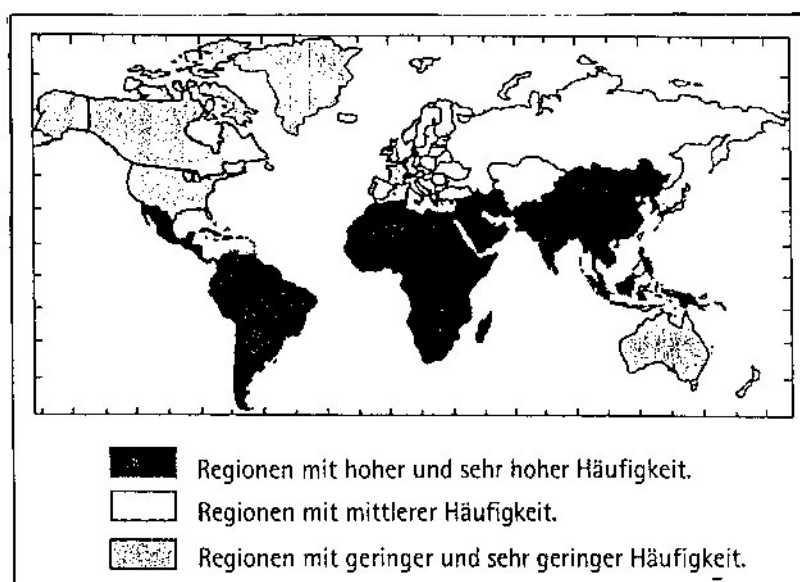 Regionen mit hoher und sehr hoher Häufigkeit.
Regionen mit mittlerer Häufigkeit.
Regionen mit geringer und sehr geringer Häufigkeit.